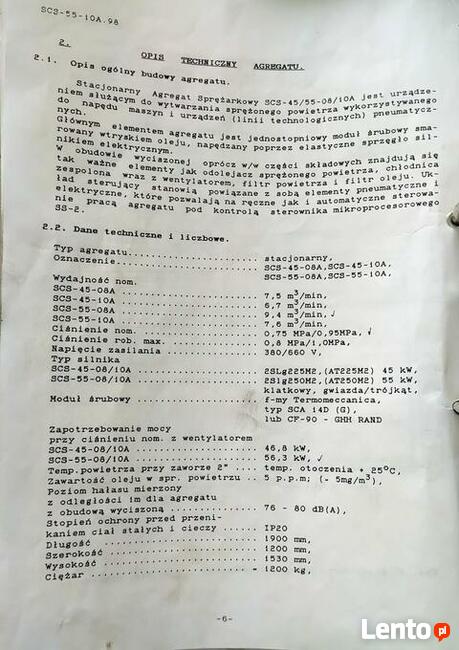 SCS-55-10A.98
2. OPIS TECHNICZNY AGREGATU.
2.1. Opis ogólny budowy agregatu.
Stacjonarny Agregat Sprężarkowy SCS-45/55-08/10A jest urządze-
niem służącym do wytwarzania sprężonego powietrza wykorzystywanego
do napędu maszyn i urządzeń (linii technologicznych) pneumatycz-
nych.
Głównym elementem agregatu jest jednostopniowy moduł śrubowy sma-
rowany wtryskiem oleju, napędzany poprzez elastyczne sprzęgło sil-
nikiem elektrycznym.
W obudowie wyciszonej oprócz w/w części składowych znajdują się
tak ważne elementy jak odolejacz sprężonego powietrza, chłodnica
zespolona wraz z wentylatorem, filtr powietrza i filtr oleju. Uk-
ład sterujący stanowią powiązane z sobą elementy pneumatyczne i
elektryczne, które pozwalają na ręczne jak i automatyczne sterowa-
nie pracą agregatu pod kontrolą sterownika mikroprocesorowego
SS-2.
2.2. Dane techniczne i liczbowe.
Typ agregatu.................... stacjonarny,
Oznaczenie.................... SCS-45-08A,SCS-45-10A,
SCS-55-08A,SCS-55-10A,
Wydajność nom.
SCS-45-08A .................... 7,5 m³/min,
SCS-45-10A .................... 6,7 m³/min,
SCS-55-08A .................... 9,4 m³/min, ✓
SCS-55-10A .................... 7,6 m³/min,
Ciśnienie nom. .................... 0,75 MPa/0,95MPa, ✓
Ciśnienie rob. max. .................... 0,8 MPa/1,0MPa,
Napięcie zasilania .................... 380/660 V,
Typ silnika
SCS-45-08/10A .................... 2SLg225M2,(AT225M2) 45 kW,
SCS-55-08/10A .................... 2Slg250M2,(AT250M2) 55 kW,
klatkowy, gwiazda/trójkąt,
Moduł śrubowy .................... f-my Termomeccanica,
typ SCA 14D (G),
lub CF-90 - GHH RAND
Zapotrzebowanie mocy
przy ciśnieniu nom. z wentylatorem
SCS-45-08/10A .................... 46,8 kW,
SCS-55-08/10A .................... 56,3 kW, ✓
Temp.powietrza przy zaworze 2" .... temp. otoczenia + 25°C,
Zawartość oleju w spr. powietrzu .. 5 p.p.m; (- 5mg/m³),
Poziom hałasu mierzony
z odległości 1m dla agregatu
z obudową wyciszoną .................... 76 - 80 dB(A),
Stopień ochrony przed przeni-
kaniem ciał stałych i cieczy ...... IP20
Długość .................... 1900 mm,
Szerokość .................... 1200 mm,
Wysokość .................... 1530 mm,
Ciężar .................... ~ 1200 kg,
-6-
Lento.pl